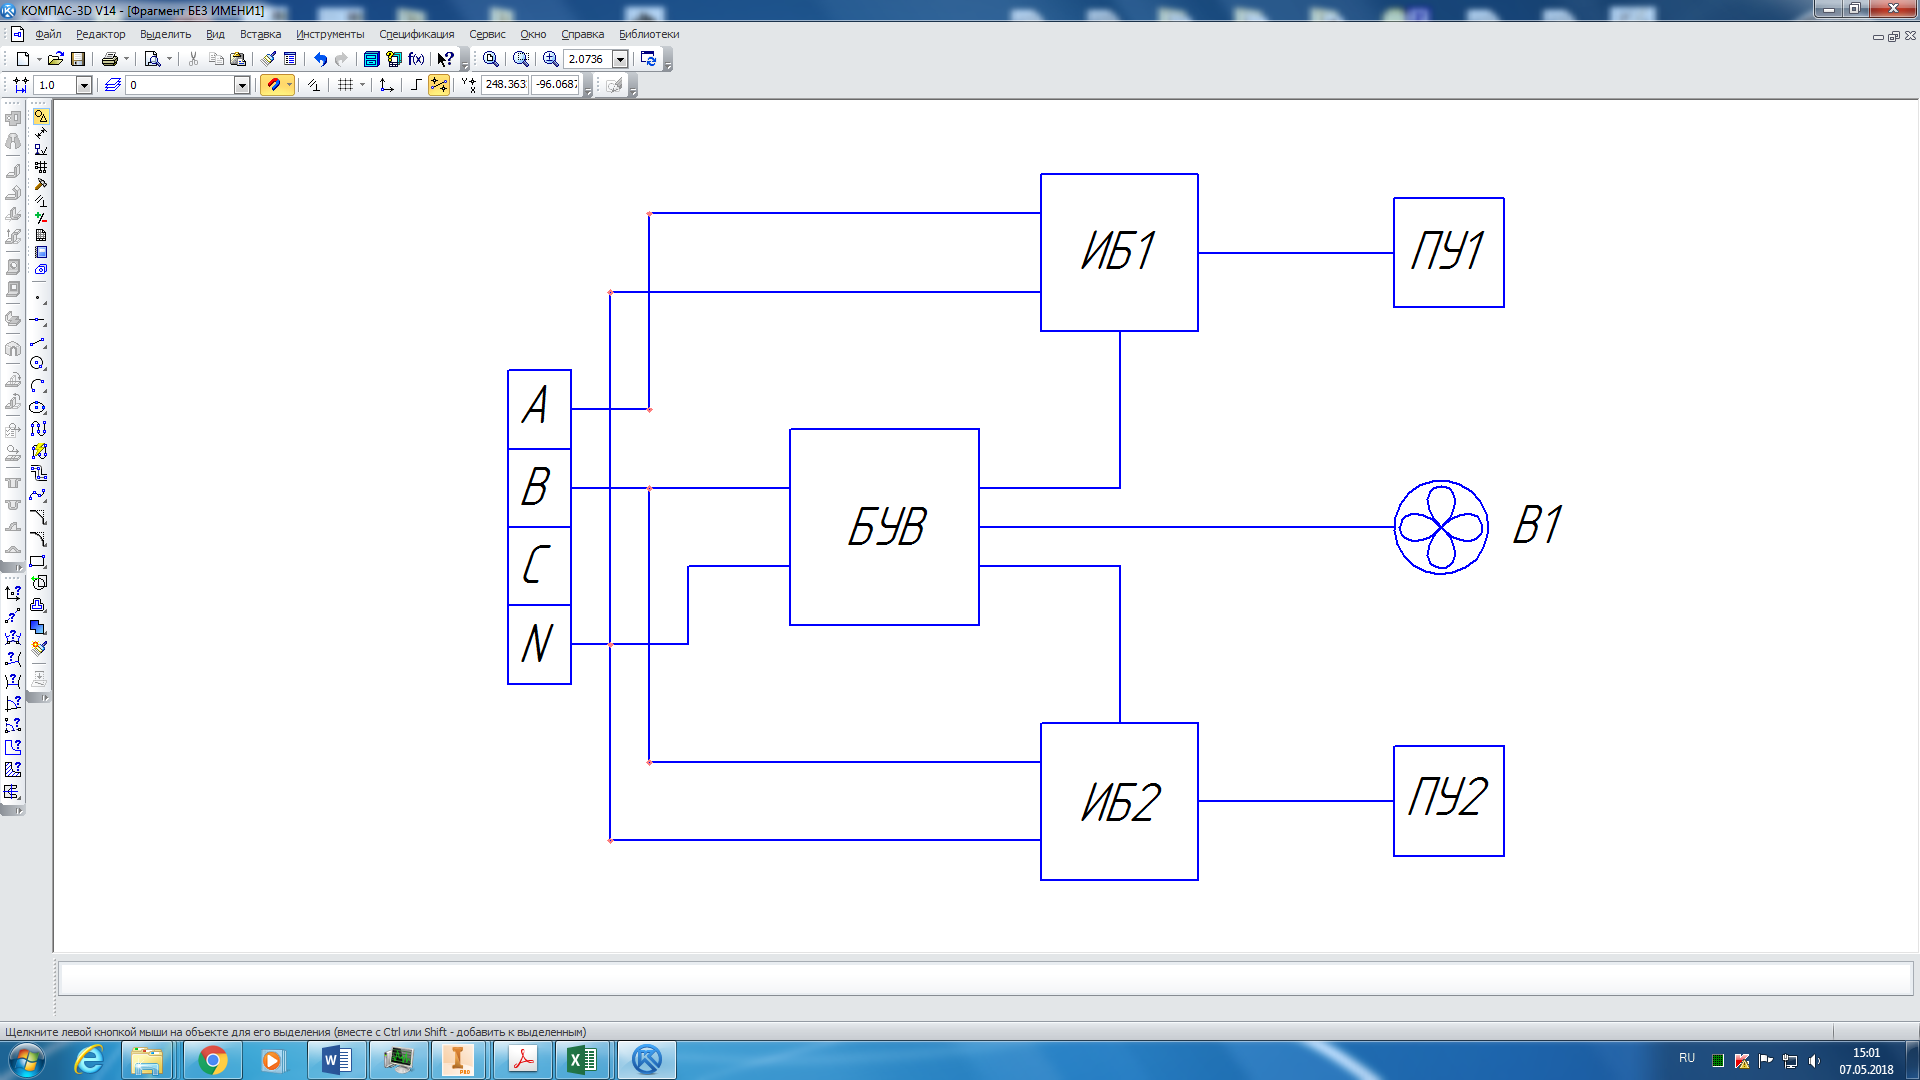 КОМПАС-3D V14 - [Фрагмент БЕЗ ИМЕНИ1]
Файл Редактор Выделить Вид Вставка Инструменты Спецификация Сервис Окно Справка Библиотеки
f(x) 2.0736
1.0 0 248.363 -96.068
ИБ1 ПУ1
A
B
C
N
БУВ В1
ИБ2 ПУ2
Щелкните левой кнопкой мыши на объекте для его выделения (вместе с Ctrl или Shift - добавить к выделенным)
RU 15:01
07.05.2018